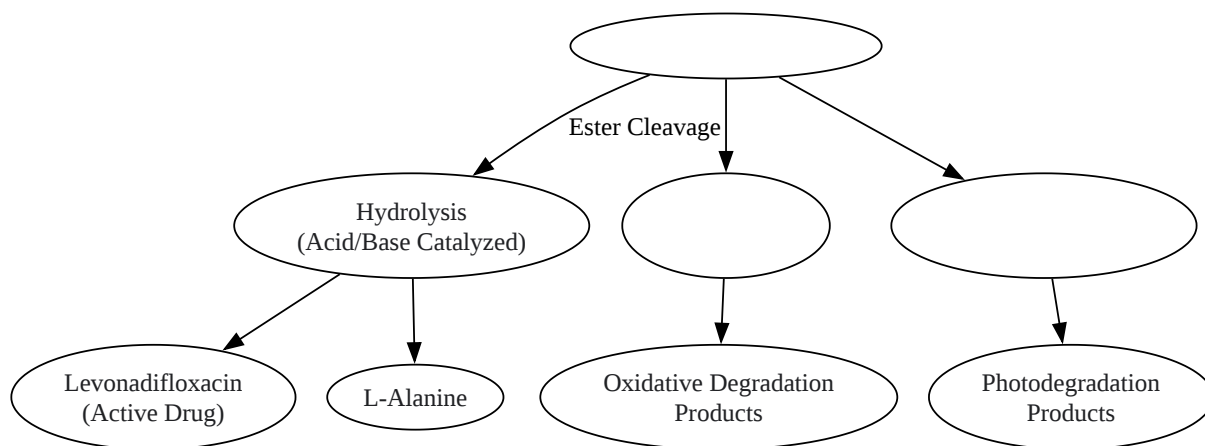 Ester Cleavage
Hydrolysis
(Acid/Base Catalyzed)
Levonadifloxacin
(Active Drug)
L-Alanine
Oxidative Degradation
Products
Photodegradation
Products